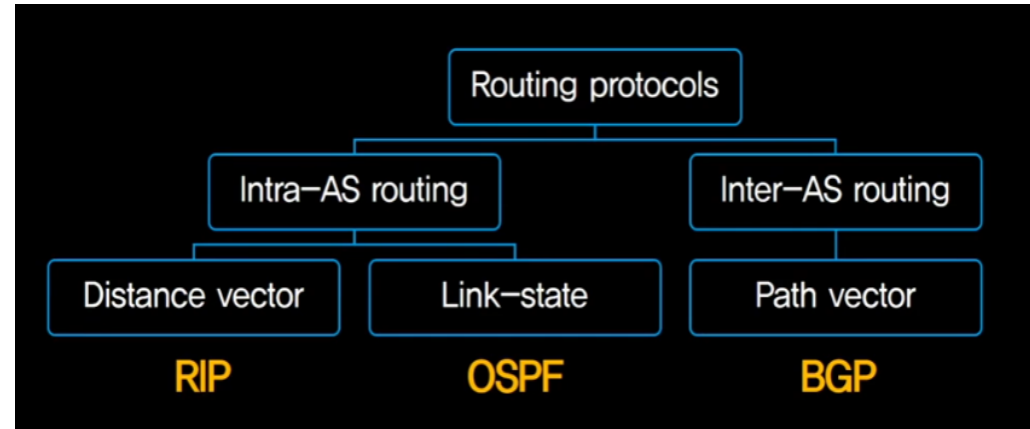 Routing protocols
Intra-AS routing
Inter-AS routing
Distance vector
Link-state
Path vector
RIP
OSPF
BGP